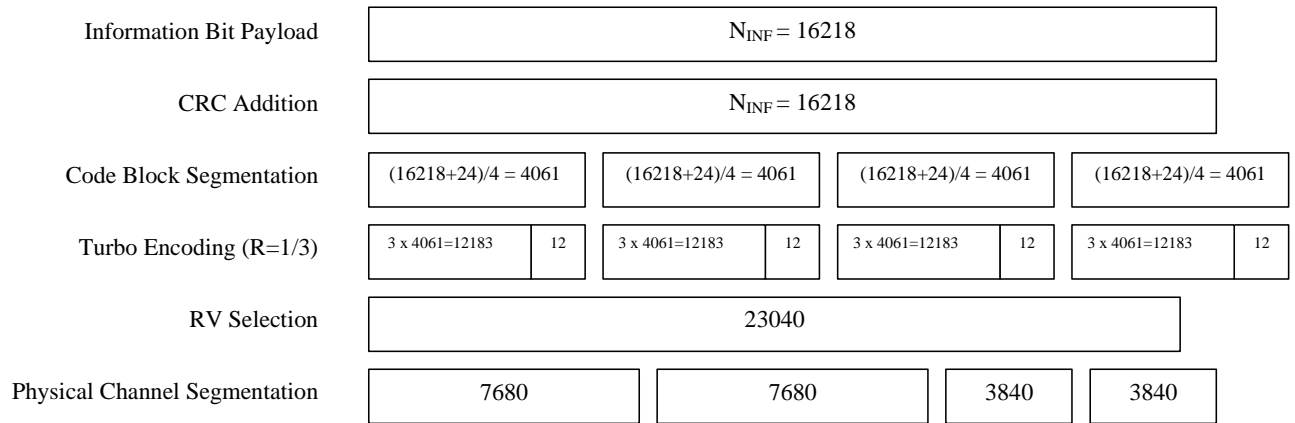 Information Bit Payload
N_INF = 16218
CRC Addition
N_INF = 16218
Code Block Segmentation
(16218+24)/4 = 4061 (16218+24)/4 = 4061 (16218+24)/4 = 4061 (16218+24)/4 = 4061
Turbo Encoding (R=1/3)
3 x 4061=12183 12 3 x 4061=12183 12 3 x 4061=12183 12 3 x 4061=12183 12
RV Selection
23040
Physical Channel Segmentation
7680 7680 3840 3840